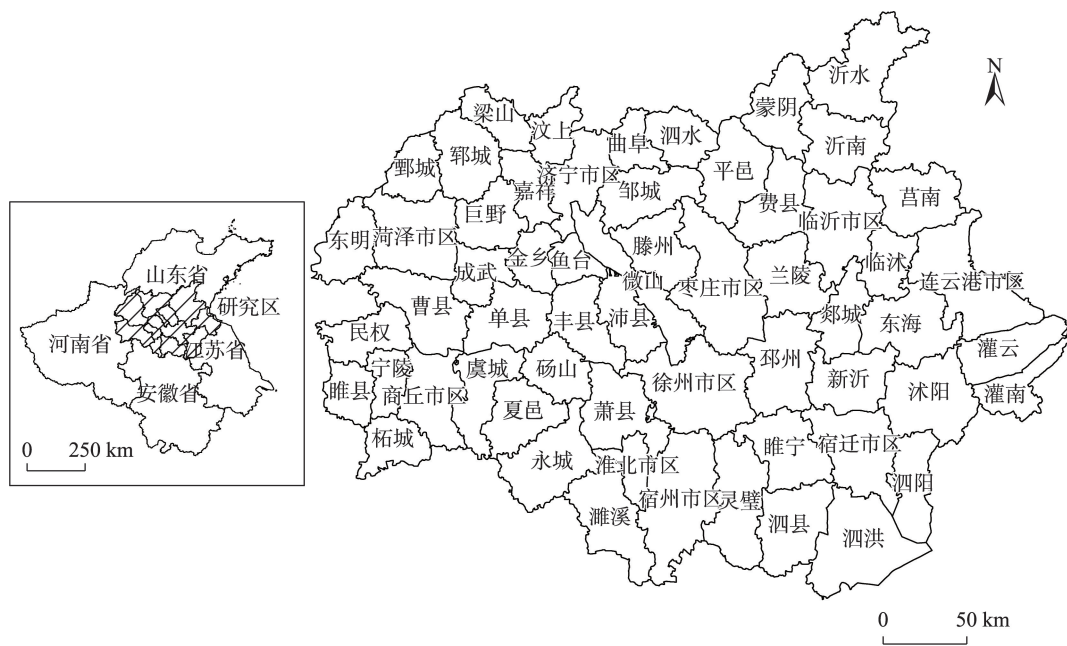 N
沂水
蒙阴
梁山
汶上
曲阜
泗水
沂南
郓城
鄄城
济宁市区
平邑
嘉祥
邹城
费县
莒南
巨野
临沂市区
东明
菏泽市区
滕州
金乡
鱼台
临沭
成武
微山
兰陵
连云港市区
枣庄市区
曹县
单县
丰县
沛县
郯城
东海
民权
灌云
宁陵
虞城
砀山
徐州市区
邳州
新沂
沭阳
灌南
睢县
商丘市区
夏邑
萧县
柘城
永城
淮北市区
睢宁
宿迁市区
泗阳
宿州市区
灵璧
濉溪
泗县
泗洪
0 50 km
山东省
研究区
河南省
江苏省
安徽省
0 250 km